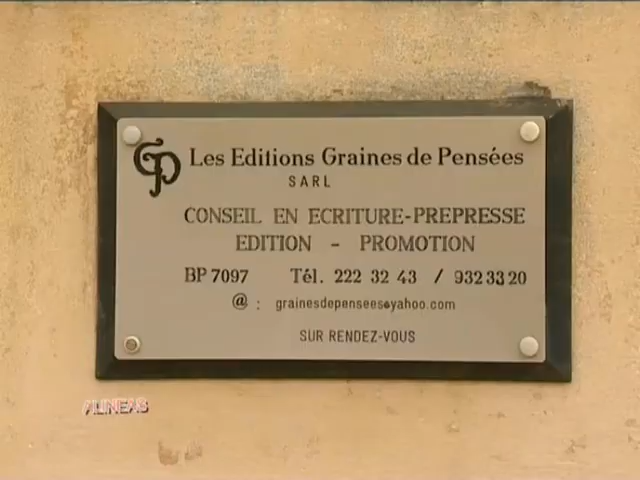 GP Les Editions Graines de Pensées
SARL
CONSEIL EN ECRITURE-PREPRESSE
EDITION - PROMOTION
BP 7097 Tél. 222 32 43 / 932 33 20
@ : grainesdepensees@yahoo.com
SUR RENDEZ-VOUS
ALINEAS